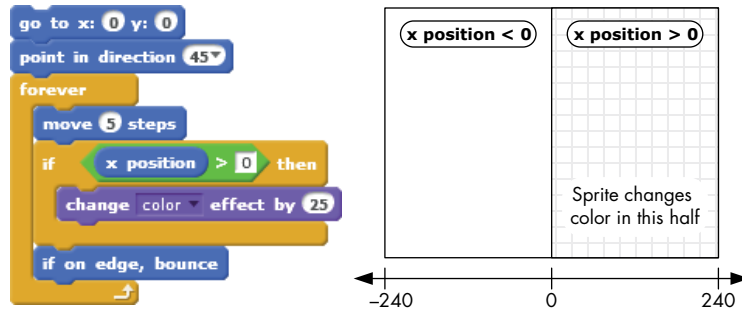 go to x: 0 y: 0
point in direction 45
forever
move 5 steps
if x position > 0 then
change color effect by 25
if on edge, bounce
x position < 0
x position > 0
Sprite changes
color in this half
–240 0 240